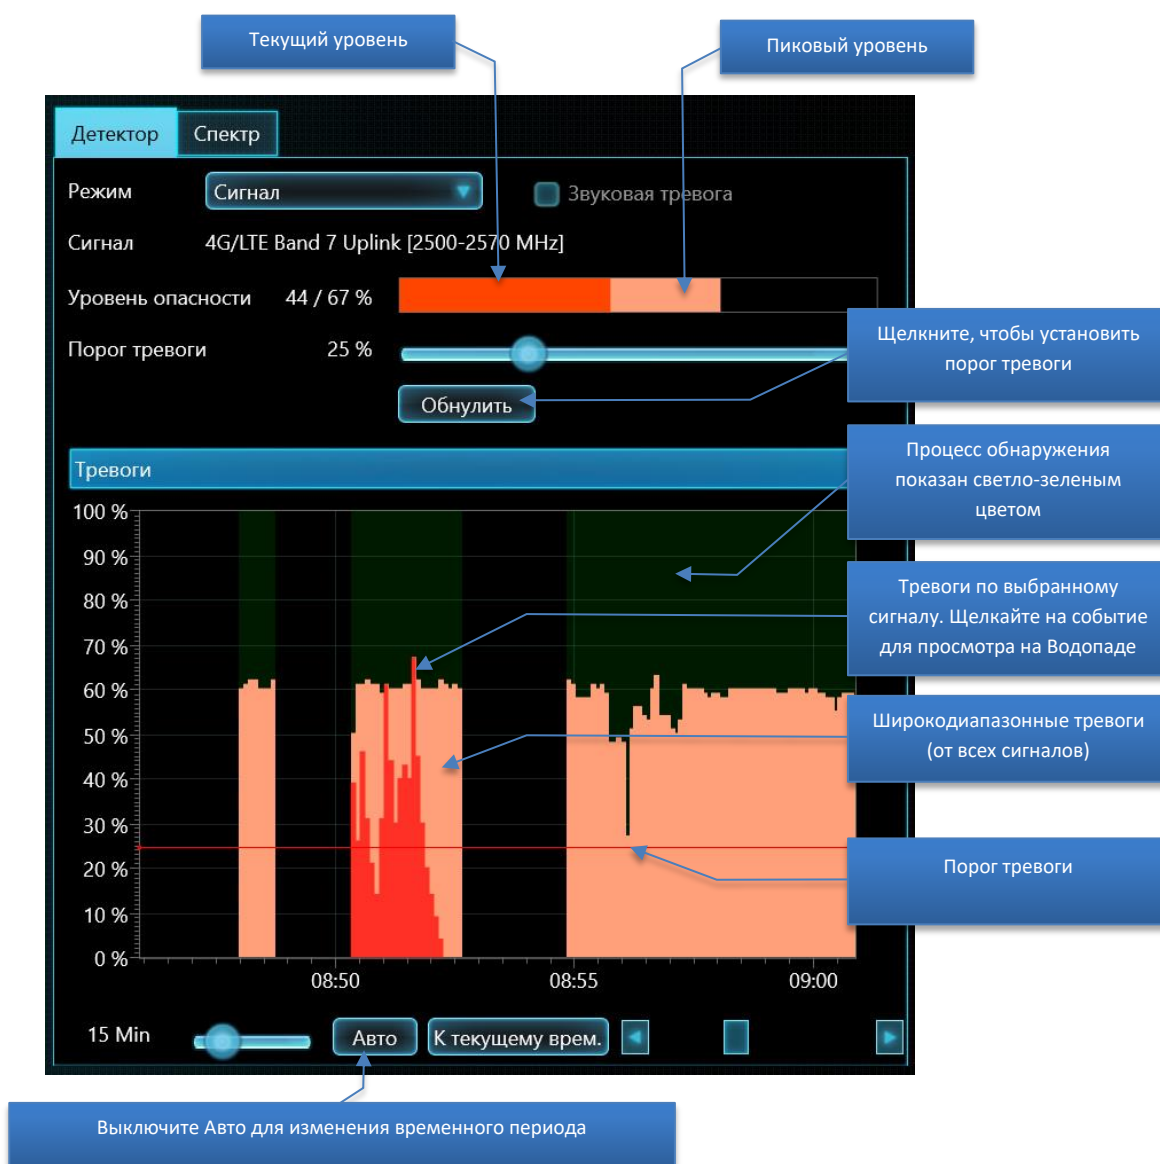 Текущий уровень
Пиковый уровень
Детектор
Спектр
Режим
Сигнал
Звуковая тревога
Сигнал
4G/LTE Band 7 Uplink [2500-2570 MHz]
Уровень опасности
44 / 67 %
Порог тревоги
25 %
Щелкните, чтобы установить
порог тревоги
Обнулить
Тревоги
Процесс обнаружения
показан светло-зеленым
цветом
100 %
90 %
80 %
70 %
60 %
50 %
40 %
30 %
20 %
10 %
0 %
Тревоги по выбранному
сигналу. Щелкайте на событие
для просмотра на Водопаде
Широкодиапазонные тревоги
(от всех сигналов)
Порог тревоги
08:50
08:55
09:00
15 Min
Авто
К текущему врем.
Выключите Авто для изменения временного периода